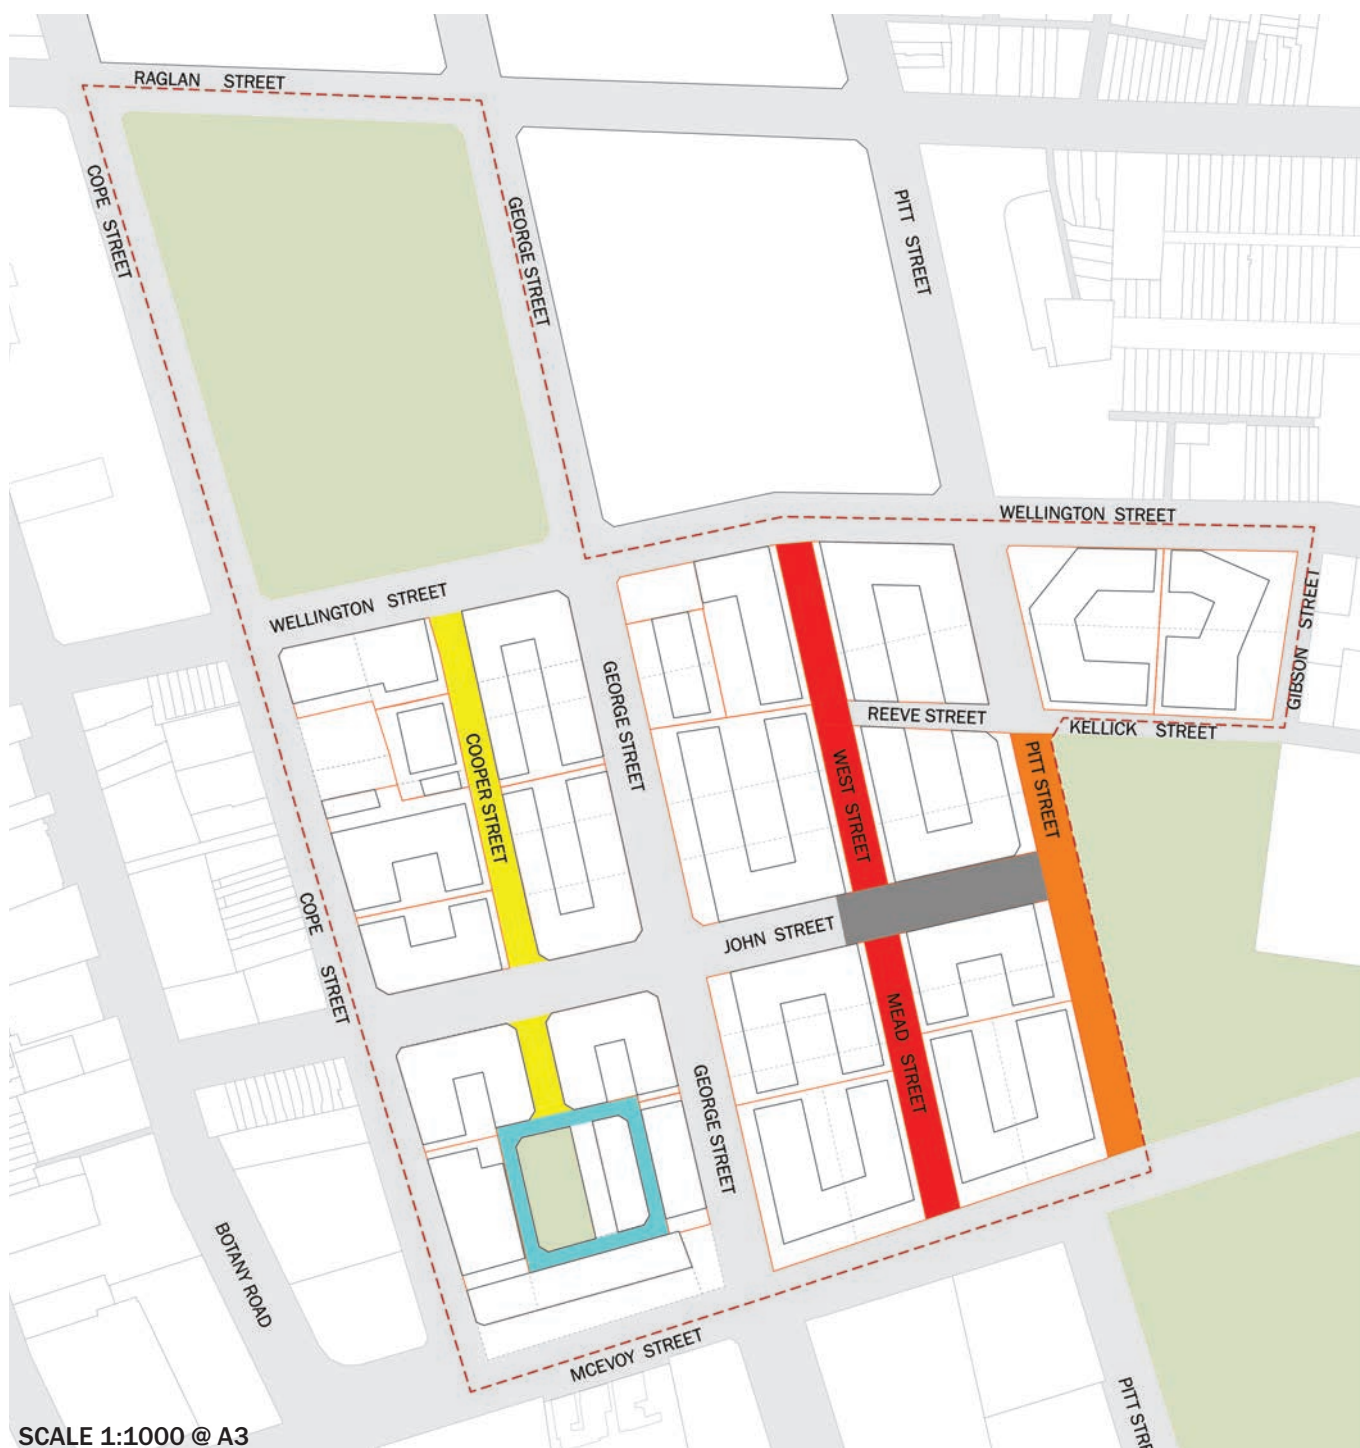 RAGLAN STREET
COPE STREET
GEORGE STREET
PITT STREET
WELLINGTON STREET
WELLINGTON STREET
GIBSON STREET
GEORGE STREET
REEVE STREET
KELLICK STREET
COOPER STREET
WEST STREET
PITT STREET
COPE STREET
JOHN STREET
MEAD STREET
GEORGE STREET
BOTANY ROAD
MCEVOY STREET
PITT STRE
SCALE 1:1000 @ A3